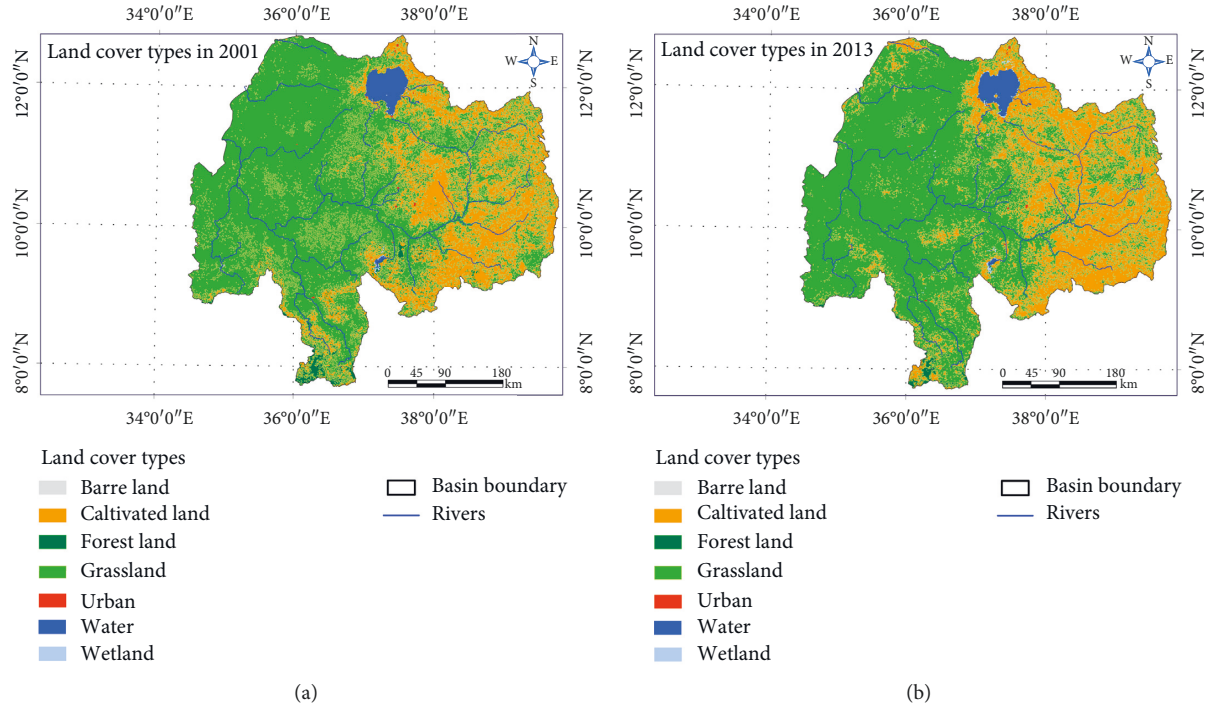 34°0′0″E 36°0′0″E 38°0′0″E
34°0′0″E 36°0′0″E 38°0′0″E
Land cover types in 2001
N
W E
S
Land cover types in 2013
N
W E
S
12°0′0″N
10°0′0″N
8°0′0″N
12°0′0″N
10°0′0″N
8°0′0″N
12°0′0″N
10°0′0″N
8°0′0″N
12°0′0″N
10°0′0″N
8°0′0″N
0 45 90 180
km
0 45 90 180
km
34°0′0″E 36°0′0″E 38°0′0″E
34°0′0″E 36°0′0″E 38°0′0″E
Land cover types
Barre land
Caltivated land
Forest land
Grassland
Urban
Water
Wetland
Basin boundary
Rivers
(a)
Land cover types
Barre land
Caltivated land
Forest land
Grassland
Urban
Water
Wetland
Basin boundary
Rivers
(b)